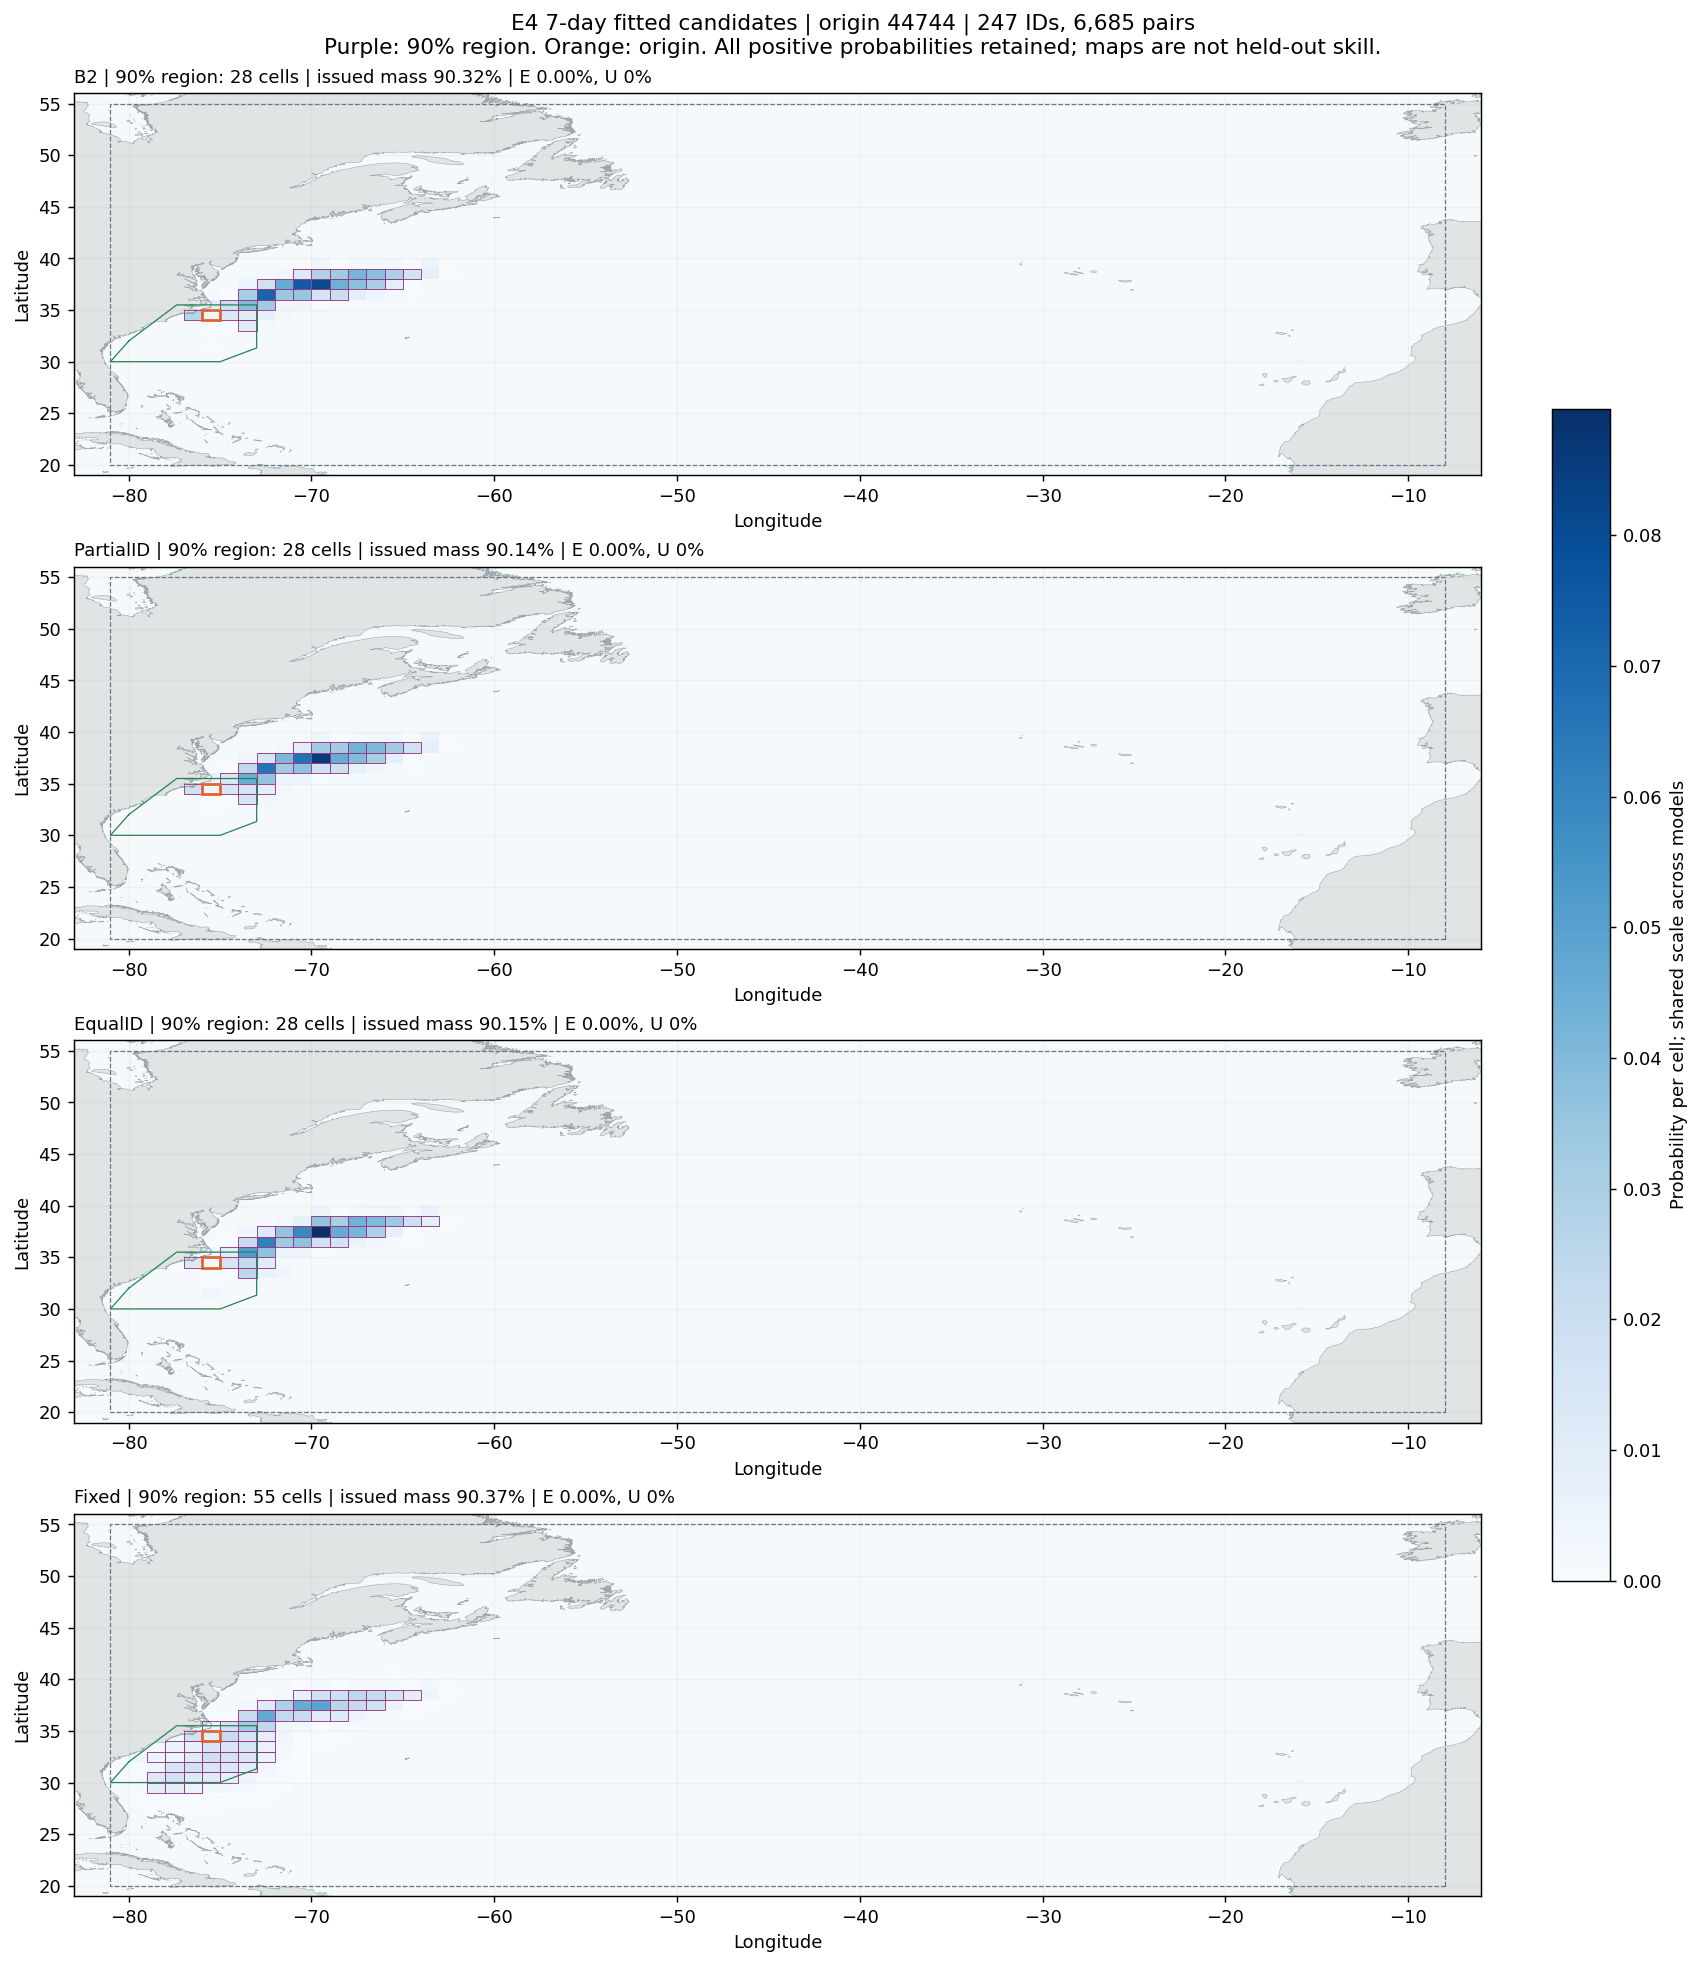 E4 7-day fitted candidates | origin 44744 | 247 IDs, 6,685 pairs
Purple: 90% region. Orange: origin. All positive probabilities retained; maps are not held-out skill.
B2 | 90% region: 28 cells | issued mass 90.32% | E 0.00%, U 0%
55
50
45
40
35
30
25
20
Latitude
−80 −70 −60 −50 −40 −30 −20 −10
Longitude
PartialID | 90% region: 28 cells | issued mass 90.14% | E 0.00%, U 0%
55
50
45
40
35
30
25
20
Latitude
−80 −70 −60 −50 −40 −30 −20 −10
Longitude
EqualID | 90% region: 28 cells | issued mass 90.15% | E 0.00%, U 0%
55
50
45
40
35
30
25
20
Latitude
−80 −70 −60 −50 −40 −30 −20 −10
Longitude
Fixed | 90% region: 55 cells | issued mass 90.37% | E 0.00%, U 0%
55
50
45
40
35
30
25
20
Latitude
−80 −70 −60 −50 −40 −30 −20 −10
Longitude
0.08
0.07
0.06
0.05
0.04
0.03
0.02
0.01
0.00
Probability per cell; shared scale across models